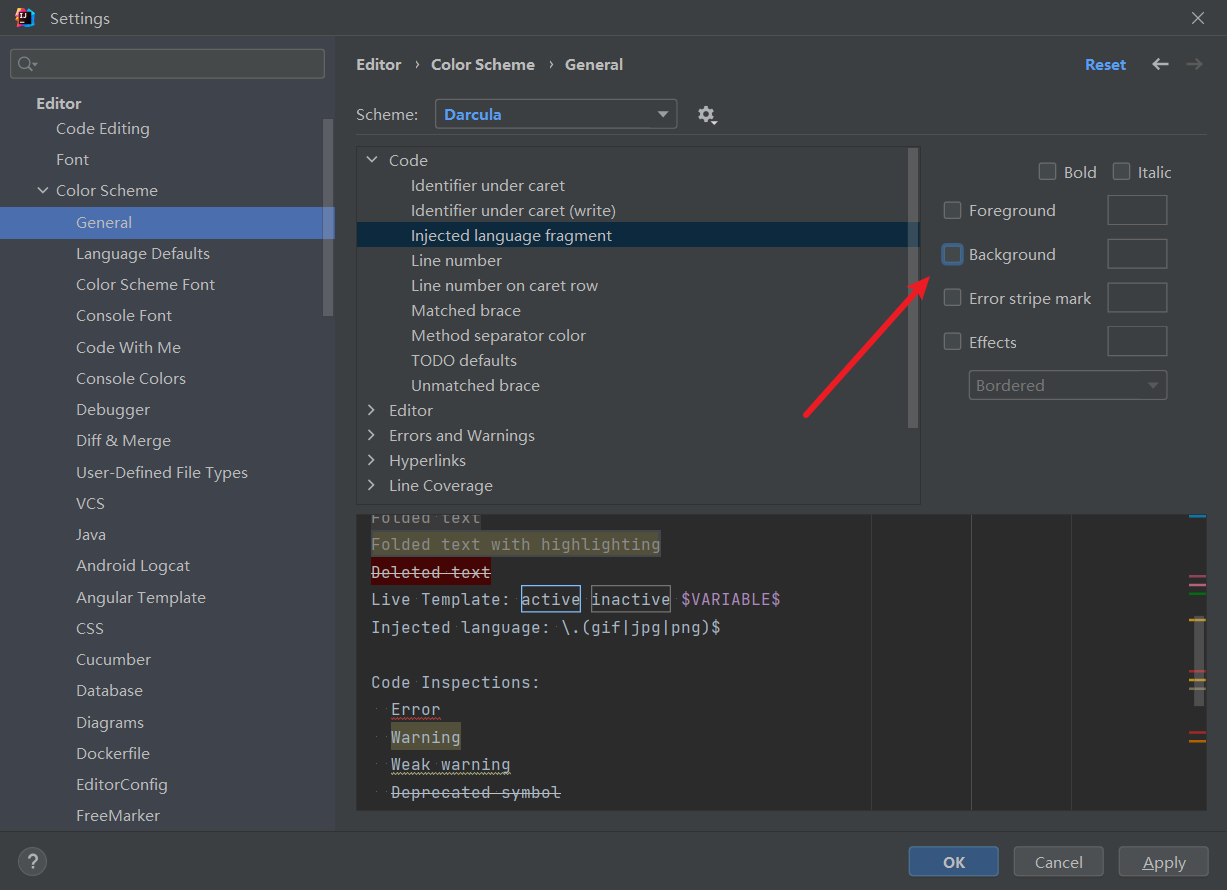 Settings
Editor
Code Editing
Font
Color Scheme
General
Language Defaults
Color Scheme Font
Console Font
Code With Me
Console Colors
Debugger
Diff & Merge
User-Defined File Types
VCS
Java
Android Logcat
Angular Template
CSS
Cucumber
Database
Diagrams
Dockerfile
EditorConfig
FreeMarker
Editor › Color Scheme › General
Reset
Scheme: Darcula
Code
Identifier under caret
Identifier under caret (write)
Injected language fragment
Line number
Line number on caret row
Matched brace
Method separator color
TODO defaults
Unmatched brace
Editor
Errors and Warnings
Hyperlinks
Line Coverage
Bold Italic
Foreground
Background
Error stripe mark
Effects
Bordered
Folded text
Folded text with highlighting
Deleted text
Live Template: active inactive $VARIABLE$
Injected language: \.(gif|jpg|png)$
Code Inspections:
Error
Warning
Weak warning
Deprecated symbol
?
OK Cancel Apply